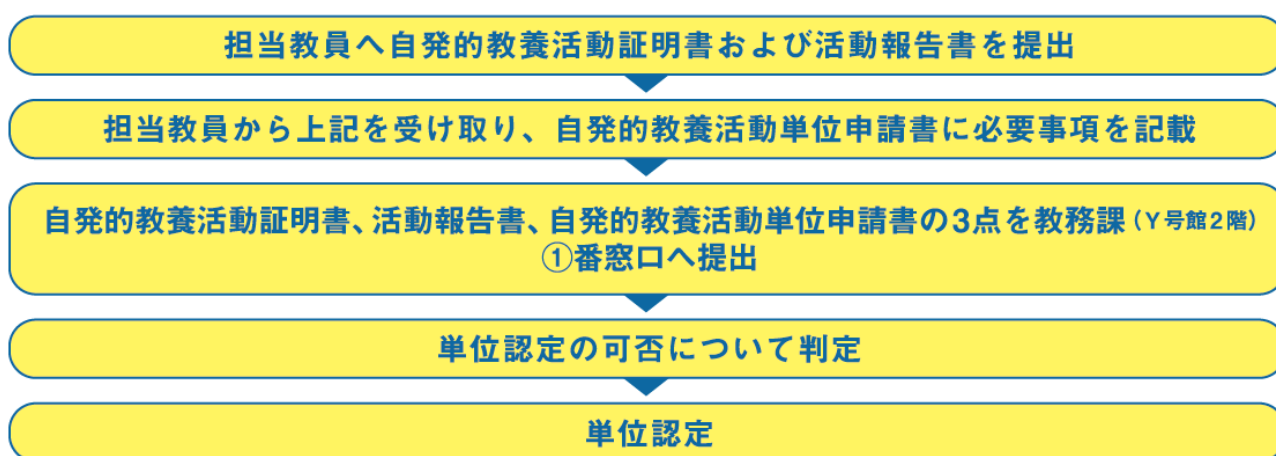 担当教員へ自発的教養活動証明書および活動報告書を提出
担当教員から上記を受け取り、自発的教養活動単位申請書に必要事項を記載
自発的教養活動証明書、活動報告書、自発的教養活動単位申請書の3点を教務課（Y号館2階）
①番窓口へ提出
単位認定の可否について判定
単位認定